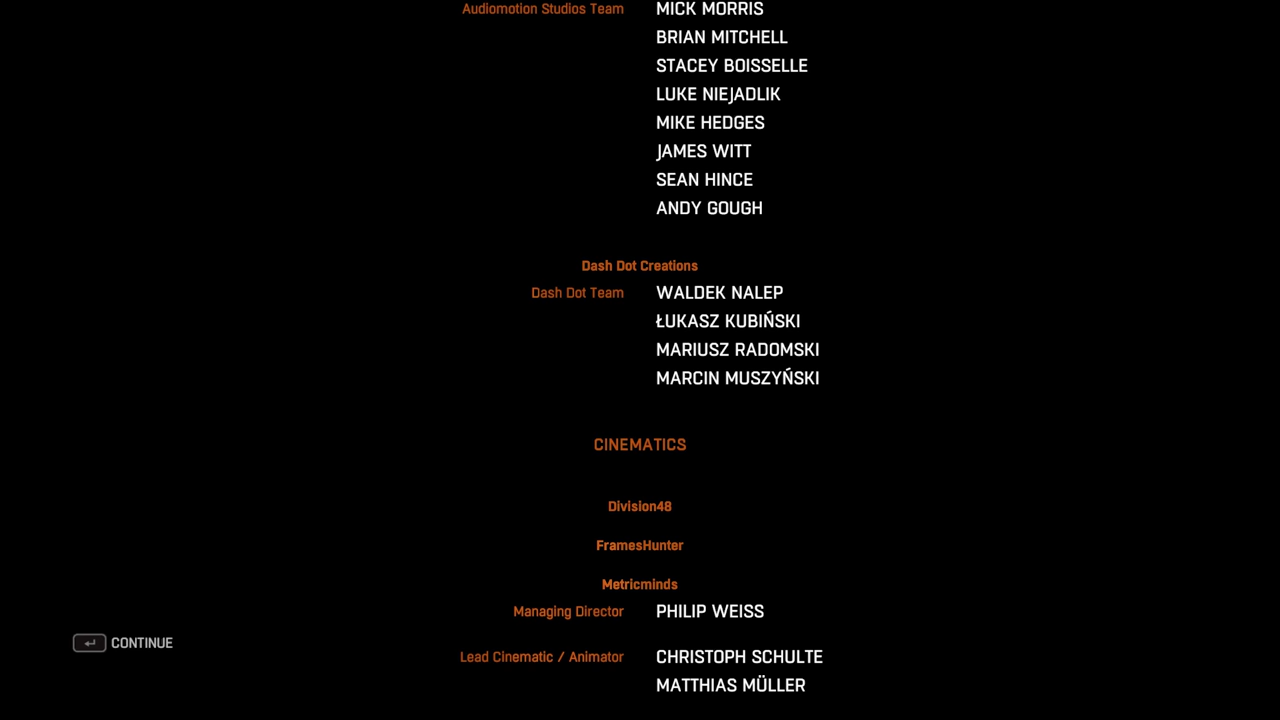 Audiomotion Studios Team MICK MORRIS
BRIAN MITCHELL
STACEY BOISSELLE
LUKE NIEJADLIK
MIKE HEDGES
JAMES WITT
SEAN HINCE
ANDY GOUGH
Dash Dot Creations
Dash Dot Team WALDEK NALEP
ŁUKASZ KUBIŃSKI
MARIUSZ RADOMSKI
MARCIN MUSZYŃSKI
CINEMATICS
Division48
FramesHunter
Metricminds
Managing Director PHILIP WEISS
CONTINUE
Lead Cinematic / Animator CHRISTOPH SCHULTE
MATTHIAS MÜLLER